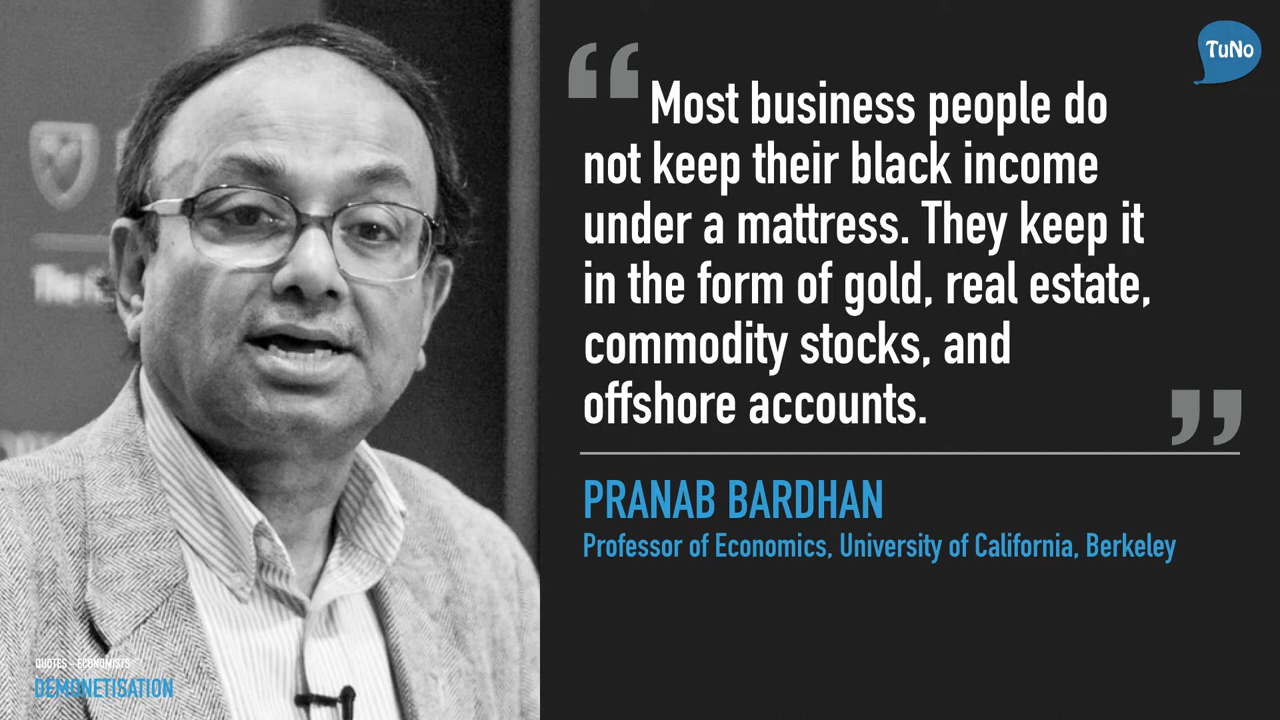 TuNo
“
Most business people do
not keep their black income
under a mattress. They keep it
in the form of gold, real estate,
commodity stocks, and
offshore accounts.
”
PRANAB BARDHAN
Professor of Economics, University of California, Berkeley
QUOTES - ECONOMISTS
DEMONETISATION